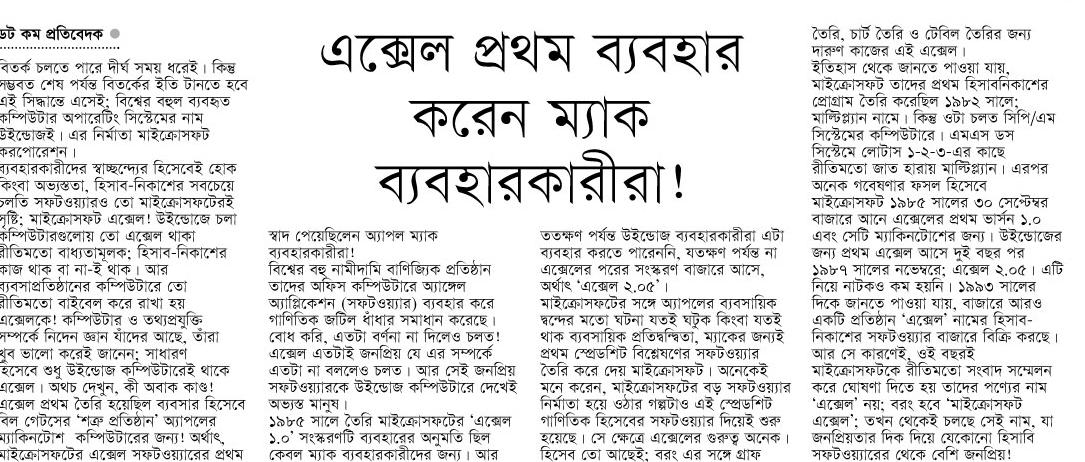 ডট কম প্রতিবেদক
এক্সেল প্রথম ব্যবহার
করেন ম্যাক
ব্যবহারকারীরা!
বিতর্ক চলতে পারে দীর্ঘ সময় ধরেই। কিন্তু
সম্ভবত শেষ পর্যন্ত বিতর্কের ইতি টানতে হবে
এই সিদ্ধান্তে এসেই; বিশ্বের বহুল ব্যবহৃত
কম্পিউটার অপারেটিং সিস্টেমের নাম
উইন্ডোজই। এর নির্মাতা মাইক্রোসফট
করপোরেশন।
ব্যবহারকারীদের স্বাচ্ছন্দ্যের হিসেবেই হোক
কিংবা অভ্যস্ততা, হিসাব-নিকাশের সবচেয়ে
চলতি সফটওয়্যারও তো মাইক্রোসফটেরই
সৃষ্টি; মাইক্রোসফট এক্সেল! উইন্ডোজে চলা
কম্পিউটারগুলোয় তো এক্সেল থাকা
রীতিমতো বাধ্যতামূলক; হিসাব-নিকাশের
কাজ থাক বা না-ই থাক। আর
ব্যবসাপ্রতিষ্ঠানের কম্পিউটারে তো
রীতিমতো বাইবেল করে রাখা হয়
এক্সেলকে! কম্পিউটার ও তথ্যপ্রযুক্তি
সম্পর্কে নিদেন জ্ঞান যাঁদের আছে, তাঁরা
খুব ভালো করেই জানেন; সাধারণ
হিসেবে শুধু উইন্ডোজ কম্পিউটারেই থাকে
এক্সেল। অথচ দেখুন, কী অবাক কাণ্ড!
এক্সেল প্রথম তৈরি হয়েছিল ব্যবসার হিসেবে
বিল গেটসের ‘শত্রু প্রতিষ্ঠান’ অ্যাপলের
ম্যাকিনটোশ কম্পিউটারের জন্য! অর্থাৎ,
মাইক্রোসফটের এক্সেল সফটওয়্যারের প্রথম
স্বাদ পেয়েছিলেন অ্যাপল ম্যাক
ব্যবহারকারীরা!
বিশ্বের বহু নামীদামি বাণিজ্যিক প্রতিষ্ঠান
তাদের অফিস কম্পিউটারে অ্যাঙ্গেল
অ্যাপ্লিকেশন (সফটওয়্যার) ব্যবহার করে
গাণিতিক জটিল ধাঁধার সমাধান করেছে।
বোধ করি, এতটা বর্ণনা না দিলেও চলত!
এক্সেল এতটাই জনপ্রিয় যে এর সম্পর্কে
এতটা না বললেও চলত। আর সেই জনপ্রিয়
সফটওয়্যারকে উইন্ডোজ কম্পিউটারে দেখেই
অভ্যস্ত মানুষ।
১৯৮৫ সালে তৈরি মাইক্রোসফটের ‘এক্সেল
১.০’ সংস্করণটি ব্যবহারের অনুমতি ছিল
কেবল ম্যাক ব্যবহারকারীদের জন্য। আর
ততক্ষণ পর্যন্ত উইন্ডোজ ব্যবহারকারীরা এটা
ব্যবহার করতে পারেননি, যতক্ষণ পর্যন্ত না
এক্সেলের পরের সংস্করণ বাজারে আসে,
অর্থাৎ ‘এক্সেল ২.০৫’।
মাইক্রোসফটের সঙ্গে অ্যাপলের ব্যবসায়িক
দ্বন্দ্বের মতো ঘটনা যতই ঘটুক কিংবা যতই
থাক ব্যবসায়িক প্রতিদ্বন্দ্বিতা, ম্যাকের জন্যই
প্রথম স্প্রেডশিট বিশ্লেষণের সফটওয়্যার
তৈরি করে দেয় মাইক্রোসফট। অনেকেই
মনে করেন, মাইক্রোসফটের বড় সফটওয়্যার
নির্মাতা হয়ে ওঠার গল্পটাও এই স্প্রেডশিট
গাণিতিক হিসেবের সফটওয়্যার দিয়েই শুরু
হয়েছে। সে ক্ষেত্রে এক্সেলের গুরুত্ব অনেক।
হিসেব তো আছেই; বরং এর সঙ্গে গ্রাফ
তৈরি, চার্ট তৈরি ও টেবিল তৈরির জন্য
দারুণ কাজের এই এক্সেল।
ইতিহাস থেকে জানতে পাওয়া যায়,
মাইক্রোসফট তাদের প্রথম হিসাবনিকাশের
প্রোগ্রাম তৈরি করেছিল ১৯৮২ সালে;
মাল্টিপ্ল্যান নামে। কিন্তু ওটা চলত সিপি/এম
সিস্টেমের কম্পিউটারে। এমএস ডস
সিস্টেমে লোটাস ১-২-৩-এর কাছে
রীতিমতো জাত হারায় মাল্টিপ্ল্যান। এরপর
অনেক গবেষণার ফসল হিসেবে
মাইক্রোসফট ১৯৮৫ সালের ৩০ সেপ্টেম্বর
বাজারে আনে এক্সেলের প্রথম ভার্সন ১.০
এবং সেটি ম্যাকিনটোশের জন্য। উইন্ডোজের
জন্য প্রথম এক্সেল আসে দুই বছর পর
১৯৮৭ সালের নভেম্বরে; এক্সেল ২.০৫। এটি
নিয়ে নাটকও কম হয়নি। ১৯৯৩ সালের
দিকে জানতে পাওয়া যায়, বাজারে আরও
একটি প্রতিষ্ঠান ‘এক্সেল’ নামের হিসাব-
নিকাশের সফটওয়্যার বাজারে বিক্রি করছে।
আর সে কারণেই, ওই বছরই
মাইক্রোসফটকে রীতিমতো সংবাদ সম্মেলন
করে ঘোষণা দিতে হয় তাদের পণ্যের নাম
‘এক্সেল’ নয়; বরং হবে ‘মাইক্রোসফট
এক্সেল’; তখন থেকেই চলছে সেই নাম, যা
জনপ্রিয়তার দিক দিয়ে যেকোনো হিসাবি
সফটওয়্যারের থেকে বেশি জনপ্রিয়!